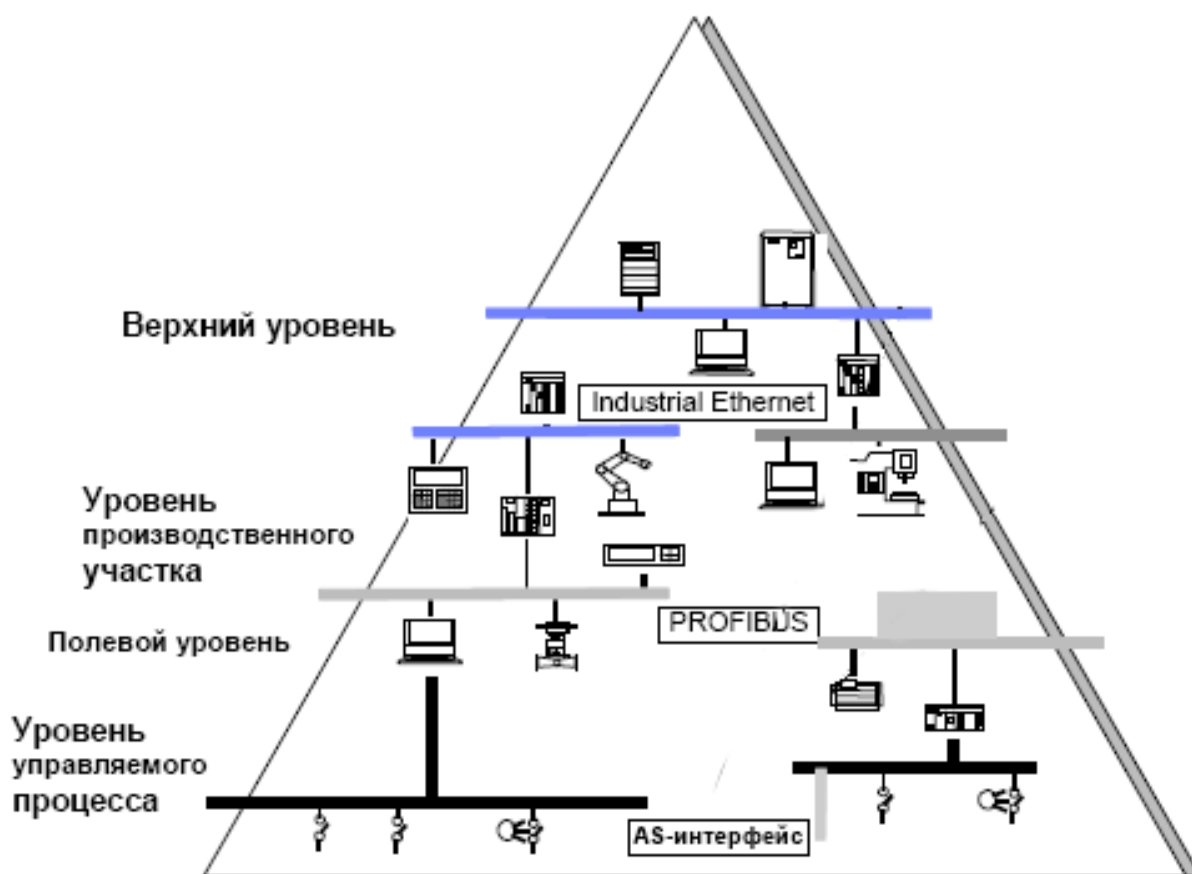 Верхний уровень
Industrial Ethernet
Уровень
производственного
участка
PROFIBUS
Полевой уровень
Уровень
управляемого
процесса
AS-интерфейс